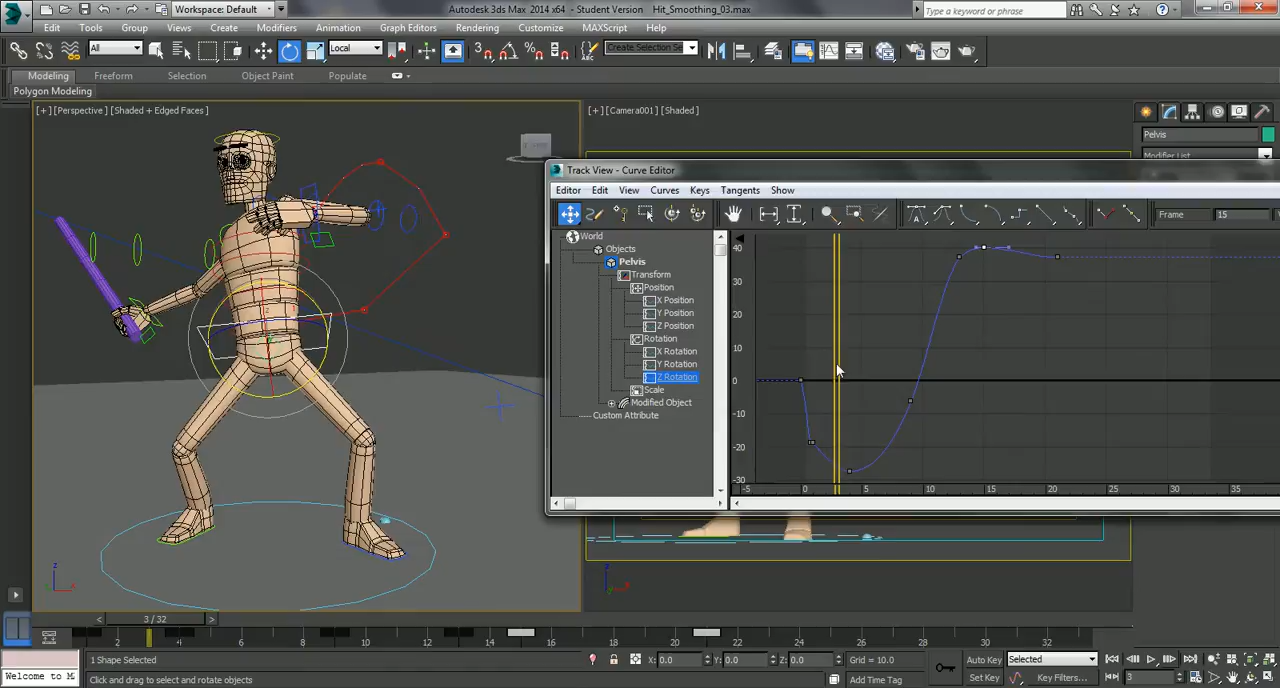 Workspace: Default
Autodesk 3ds Max 2014 x64 - Student Version Hit_Smoothing_03.max
Type a keyword or phrase
Edit Tools Group Views Create Modifiers Animation Graph Editors Rendering Customize MAXScript Help
All Local Create Selection Se
Modeling Freeform Selection Object Paint Populate
Polygon Modeling
[+] [Perspective] [Shaded + Edged Faces]
[+] [Camera001] [Shaded]
Pelvis
Modifier List
Track View - Curve Editor
Editor Edit View Curves Keys Tangents Show
Frame 15
World
Objects
Pelvis
Transform
Position
X Position
Y Position
Z Position
Rotation
X Rotation
Y Rotation
Z Rotation
Scale
Modified Object
Custom Attribute
40
30
20
10
0
-10
-20
-30
-5 0 5 10 15 20 25 30 35
3 / 32
2 4 6 8 10 12 14 16 18 20 22 24 26 28 30 32
1 Shape Selected
X: 0.0 Y: 0.0 Z: 0.0 Grid = 10.0
Auto Key Selected
Welcome to M
Click and drag to select and rotate objects
Add Time Tag
Set Key Key Filters... 3